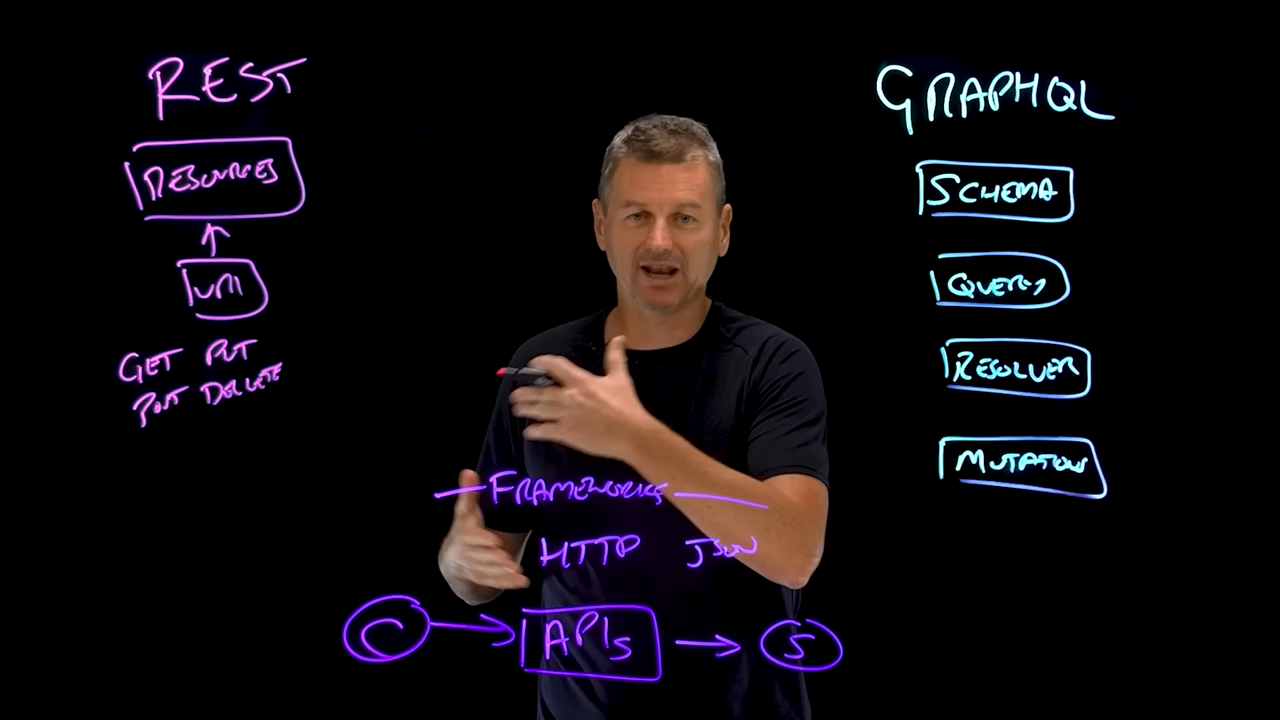 REST
RESOURCES
URI
GET PUT
POST DELETE
FRAMEWORKS
HTTP JSON
C APIs S
GRAPHQL
SCHEMA
QUERY
RESOLVER
MUTATION